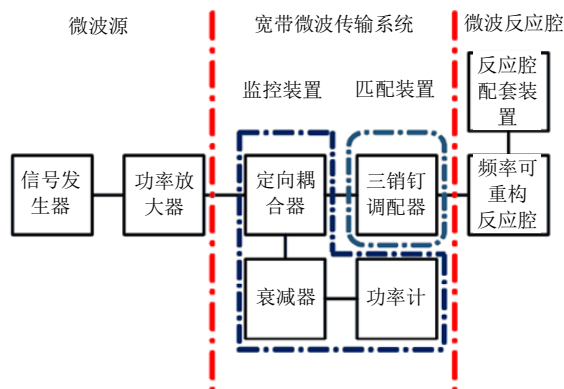 微波源
宽带微波传输系统
微波反应腔
监控装置
匹配装置
反应腔
配套装
置
信号发
生器
功率放
大器
定向耦
合器
三销钉
调配器
频率可
重构
反应腔
衰减器
功率计